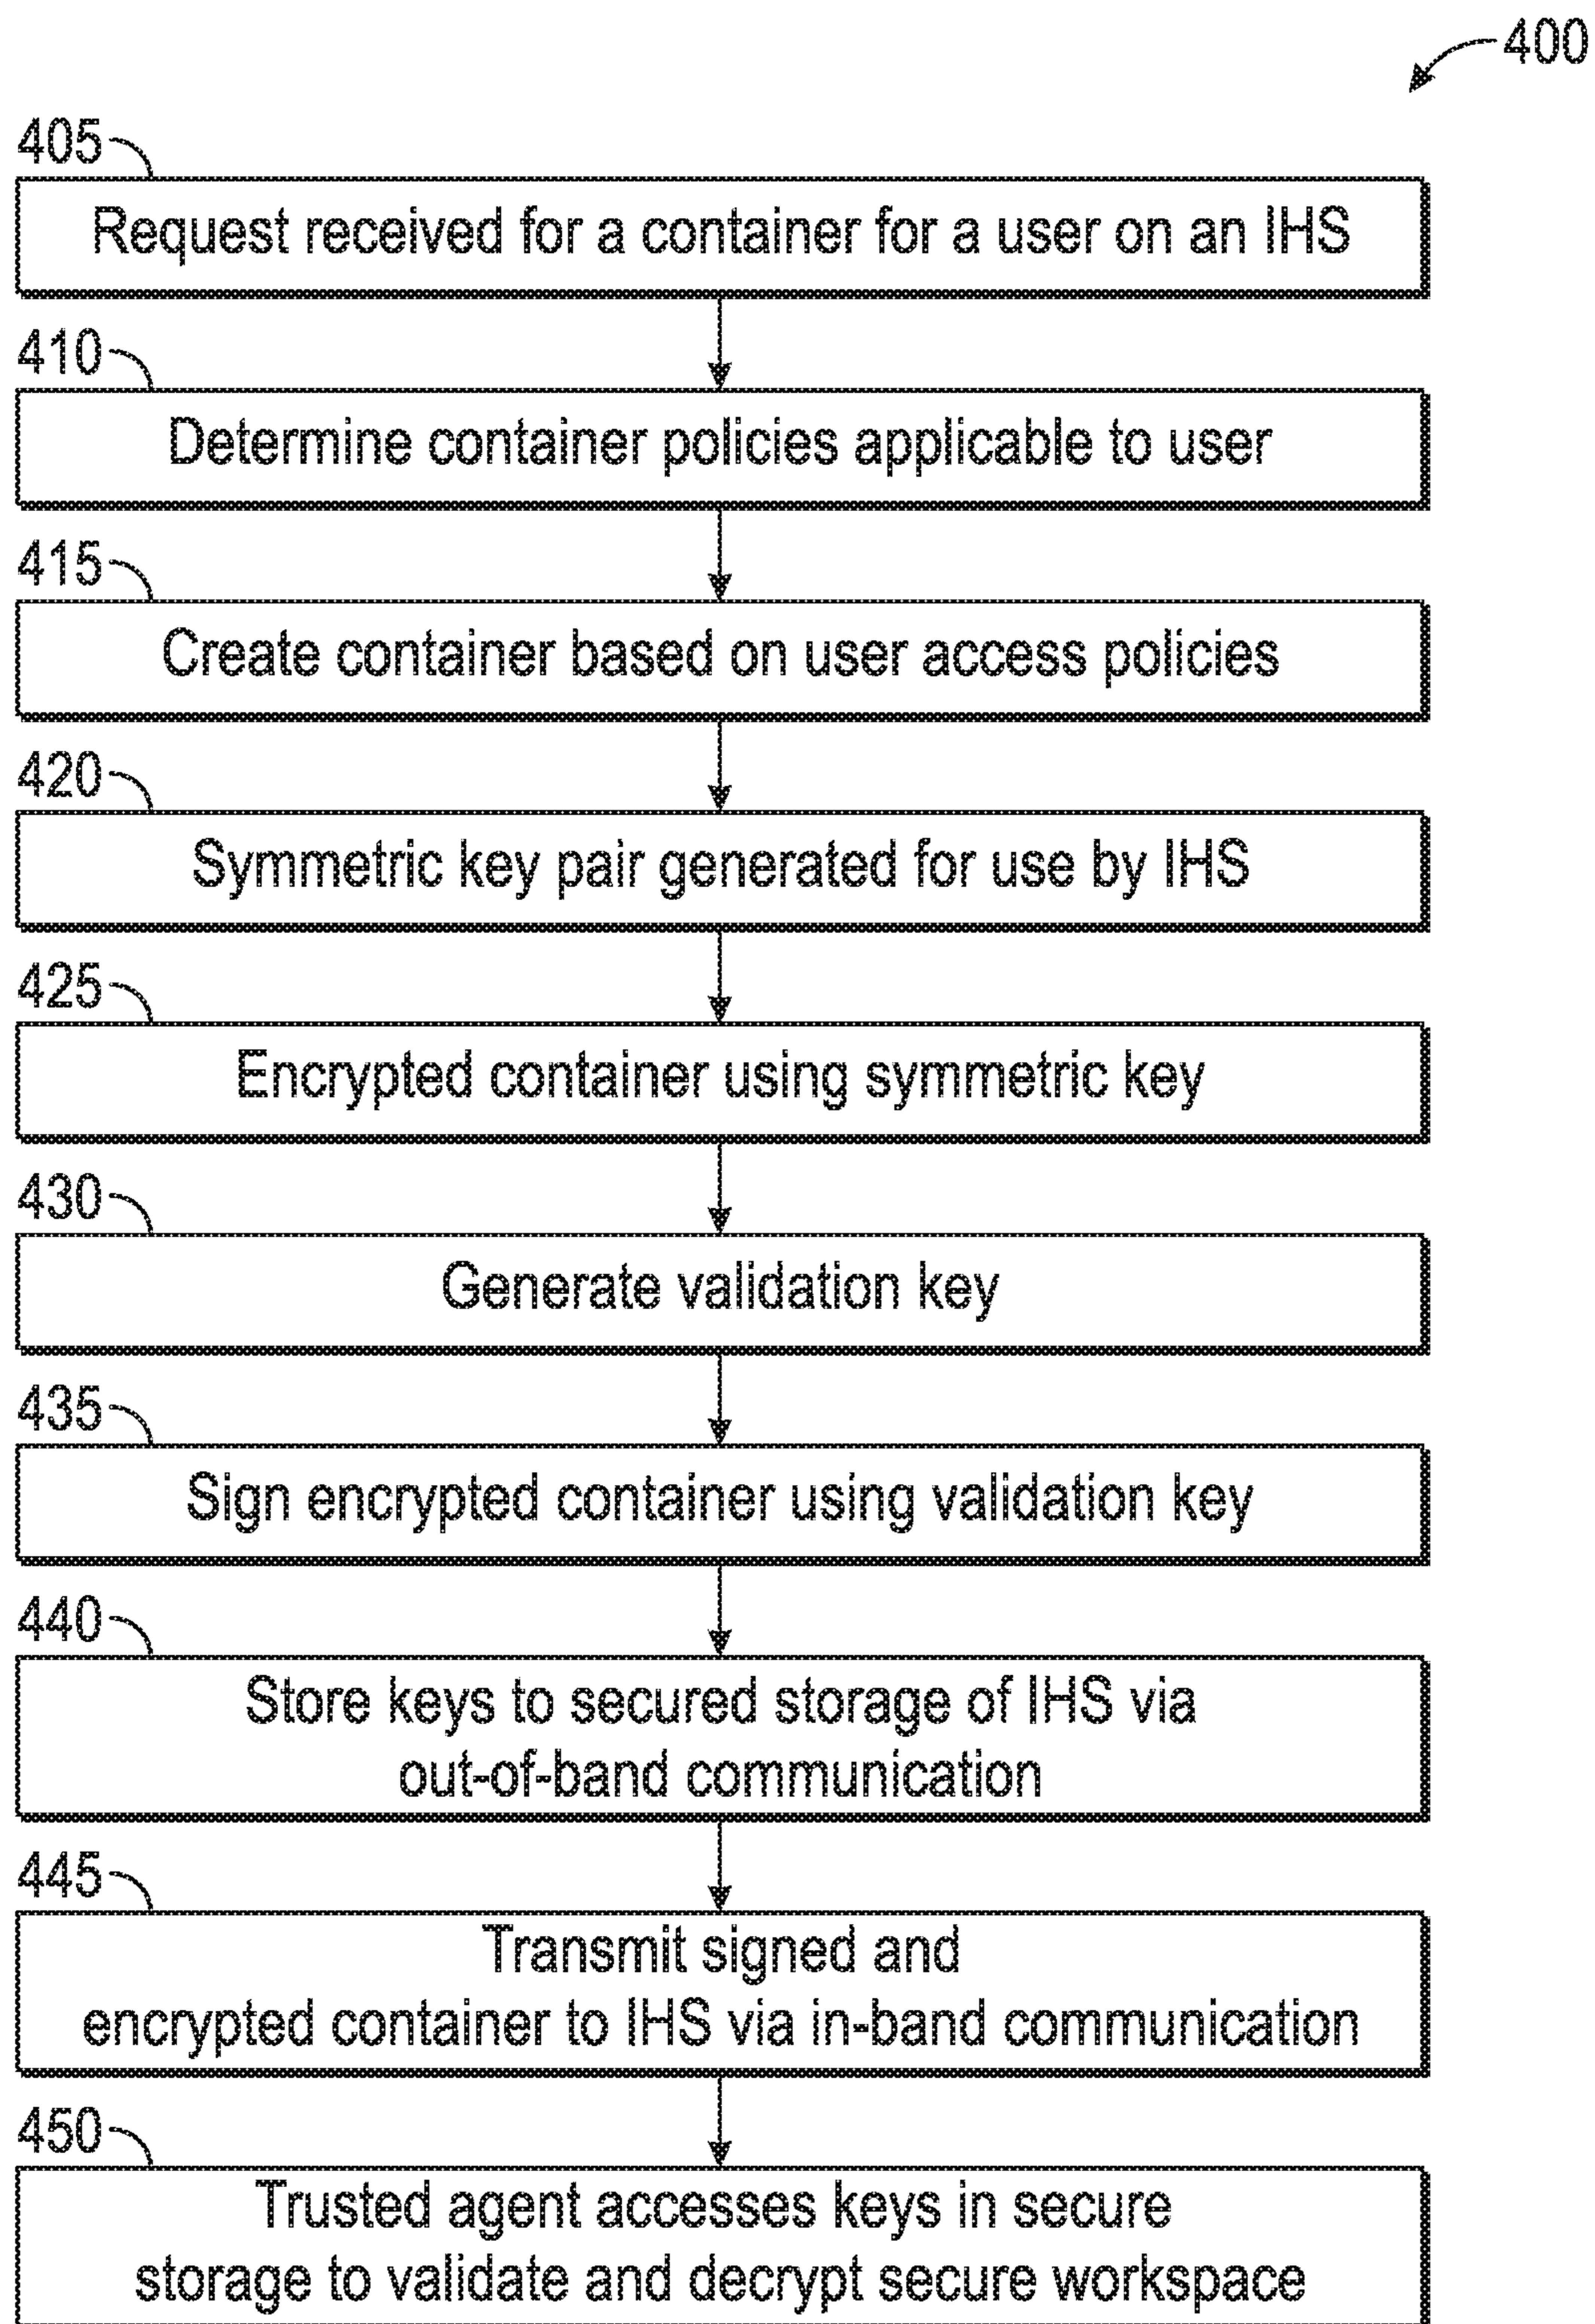 400
405
Request received for a container for a user on an IHS
410
Determine container policies applicable to user
415
Create container based on user access policies
420
Symmetric key pair generated for use by IHS
425
Encrypted container using symmetric key
430
Generate validation key
435
Sign encrypted container using validation key
440
Store keys to secured storage of IHS via
out-of-band communication
445
Transmit signed and
encrypted container to IHS via in-band communication
450
Trusted agent accesses keys in secure
storage to validate and decrypt secure workspace